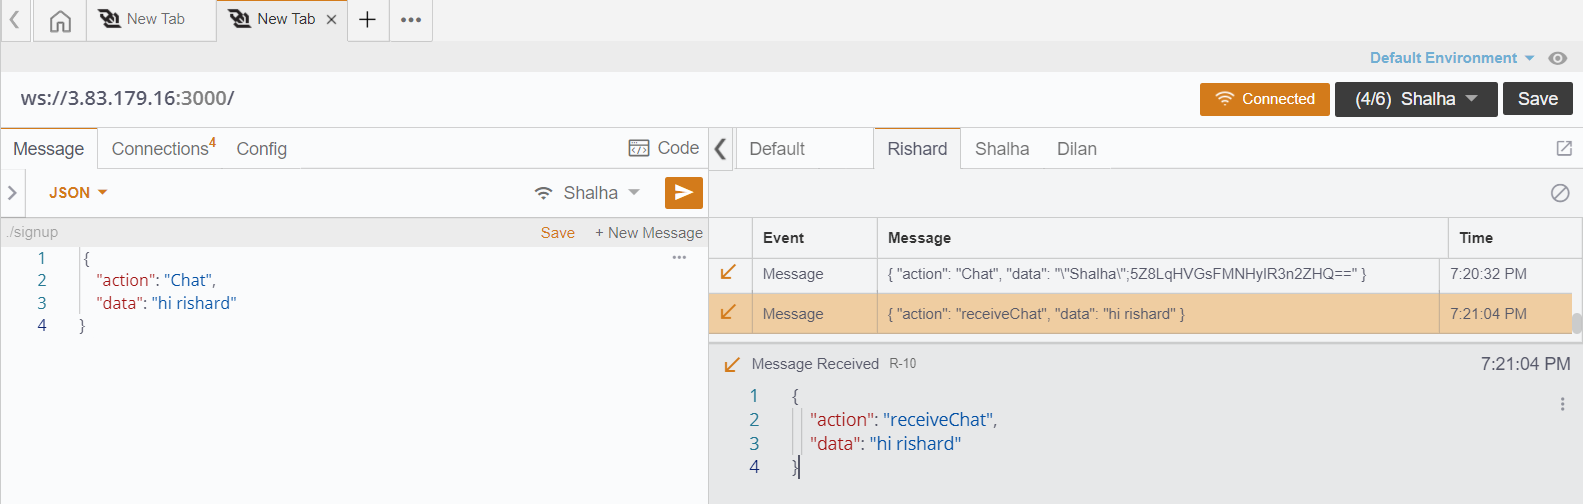 New Tab New Tab
Default Environment
ws://3.83.179.16:3000/ Connected (4/6) Shalha Save
Message Connections 4 Config Code Default Rishard Shalha Dilan
JSON Shalha
./signup Save + New Message
1 {
2 "action": "Chat",
3 "data": "hi rishard"
4 }
Event Message Time
Message { "action": "Chat", "data": "\"Shalha\";5Z8LqHVGsFMNHyIR3n2ZHQ==" } 7:20:32 PM
Message { "action": "receiveChat", "data": "hi rishard" } 7:21:04 PM
Message Received R-10 7:21:04 PM
1 {
2 "action": "receiveChat",
3 "data": "hi rishard"
4 }